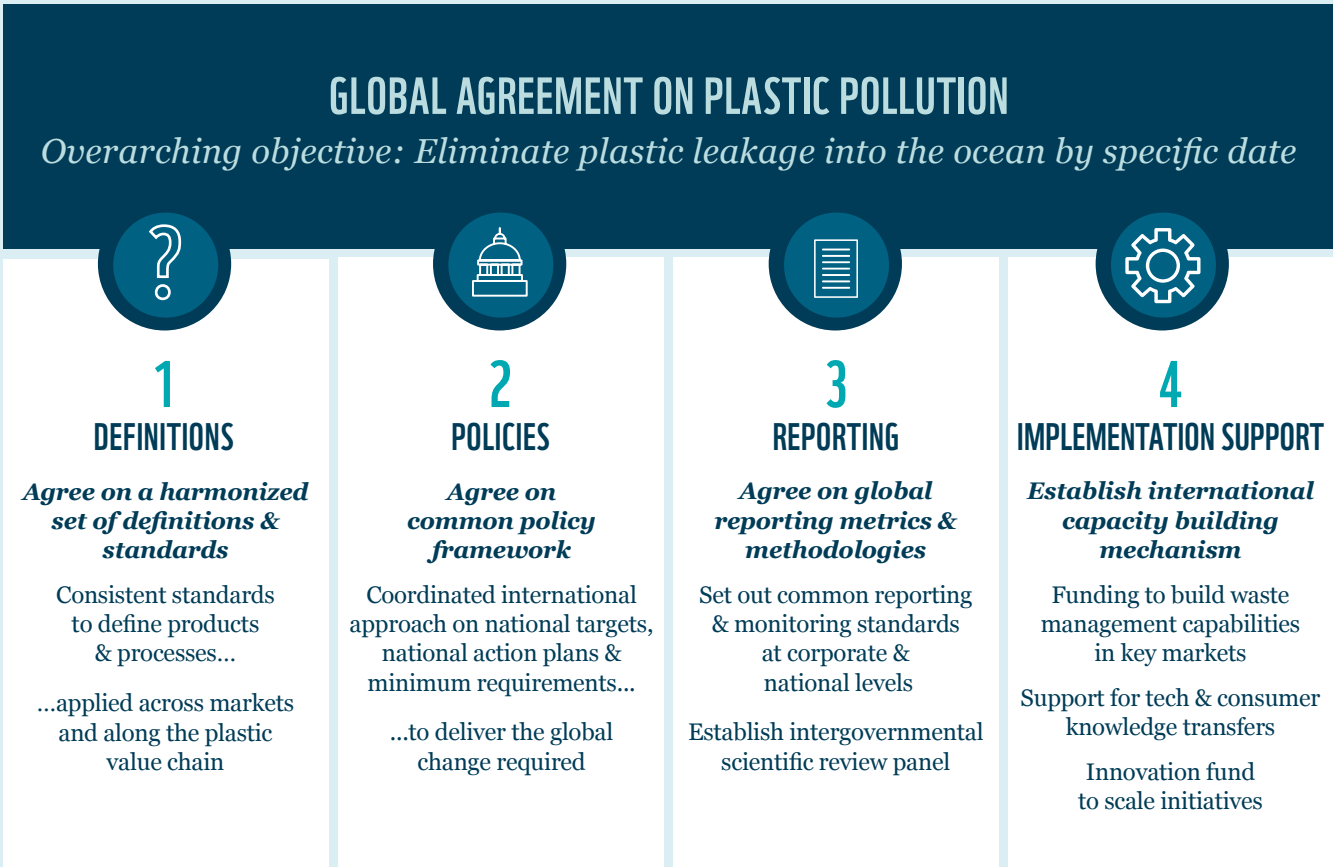 GLOBAL AGREEMENT ON PLASTIC POLLUTION
Overarching objective: Eliminate plastic leakage into the ocean by specific date
1
DEFINITIONS
Agree on a harmonized
set of definitions &
standards
Consistent standards
to define products
& processes...
...applied across markets
and along the plastic
value chain
2
POLICIES
Agree on
common policy
framework
Coordinated international
approach on national targets,
national action plans &
minimum requirements...
...to deliver the global
change required
3
REPORTING
Agree on global
reporting metrics &
methodologies
Set out common reporting
& monitoring standards
at corporate &
national levels
Establish intergovernmental
scientific review panel
4
IMPLEMENTATION SUPPORT
Establish international
capacity building
mechanism
Funding to build waste
management capabilities
in key markets
Support for tech & consumer
knowledge transfers
Innovation fund
to scale initiatives